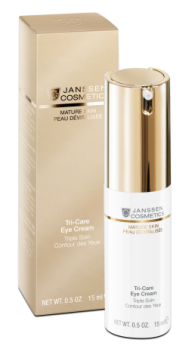 JANSSEN
COSMETICS
MATURE SKIN
PEAU DÉVITALISÉE
Tri-Care
Eye Cream
Triple Soin
Contour des Yeux
NET WT. 0.5 OZ. 15 ml
JANSSEN
COSMETICS
MATURE SKIN
PEAU DÉVITALISÉE
Tri-Care
Eye Cream
Triple Soin
Contour des Yeux
NET WT. 0.5 OZ. 15 ml